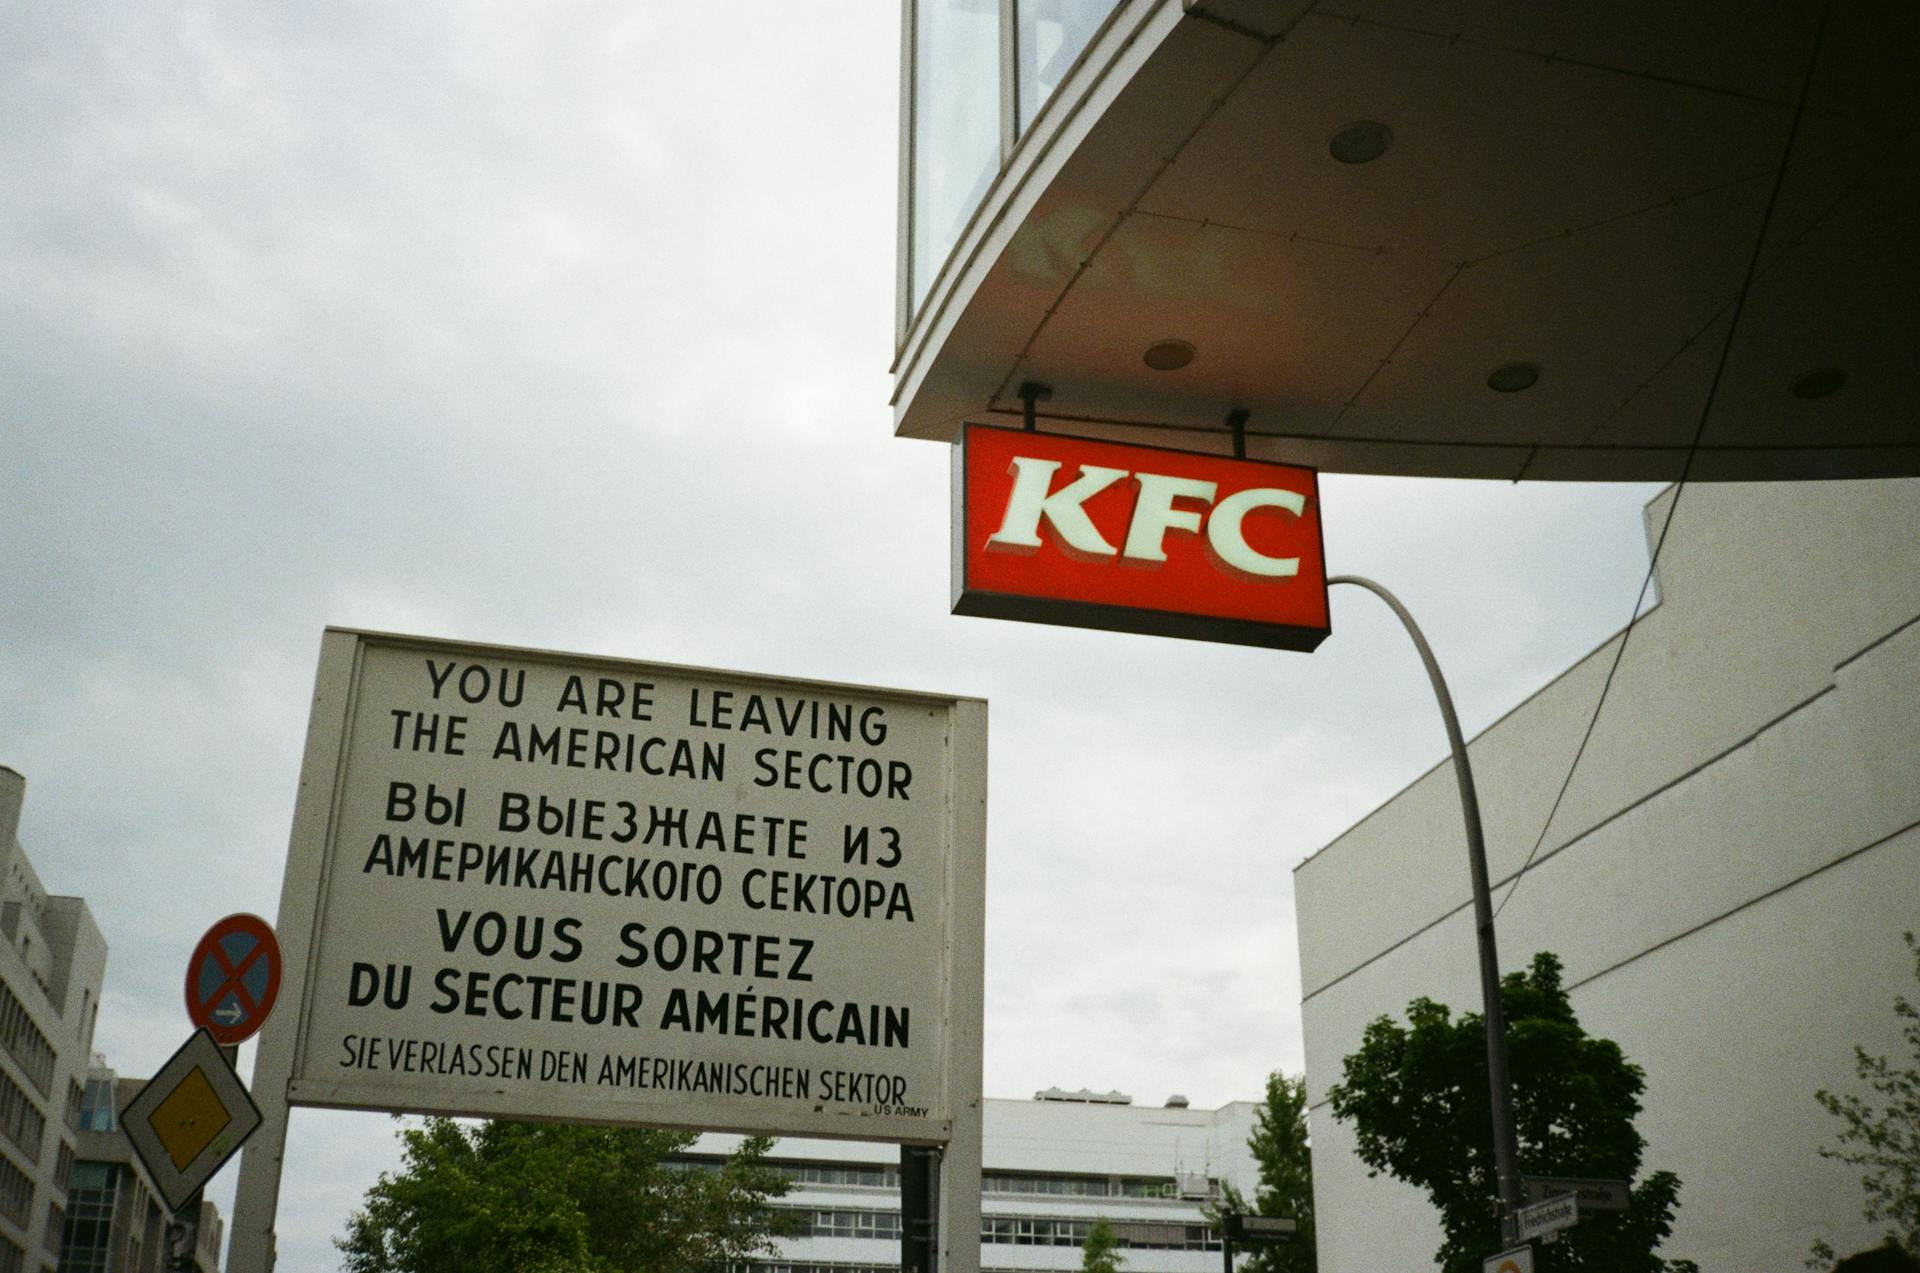 KFC
YOU ARE LEAVING
THE AMERICAN SECTOR
ВЫ ВЫЕЗЖАЕТЕ ИЗ
АМЕРИКАНСКОГО СЕКТОРА
VOUS SORTEZ
DU SECTEUR AMÉRICAIN
SIE VERLASSEN DEN AMERIKANISCHEN SEKTOR
US ARMY
Friedrichstraße